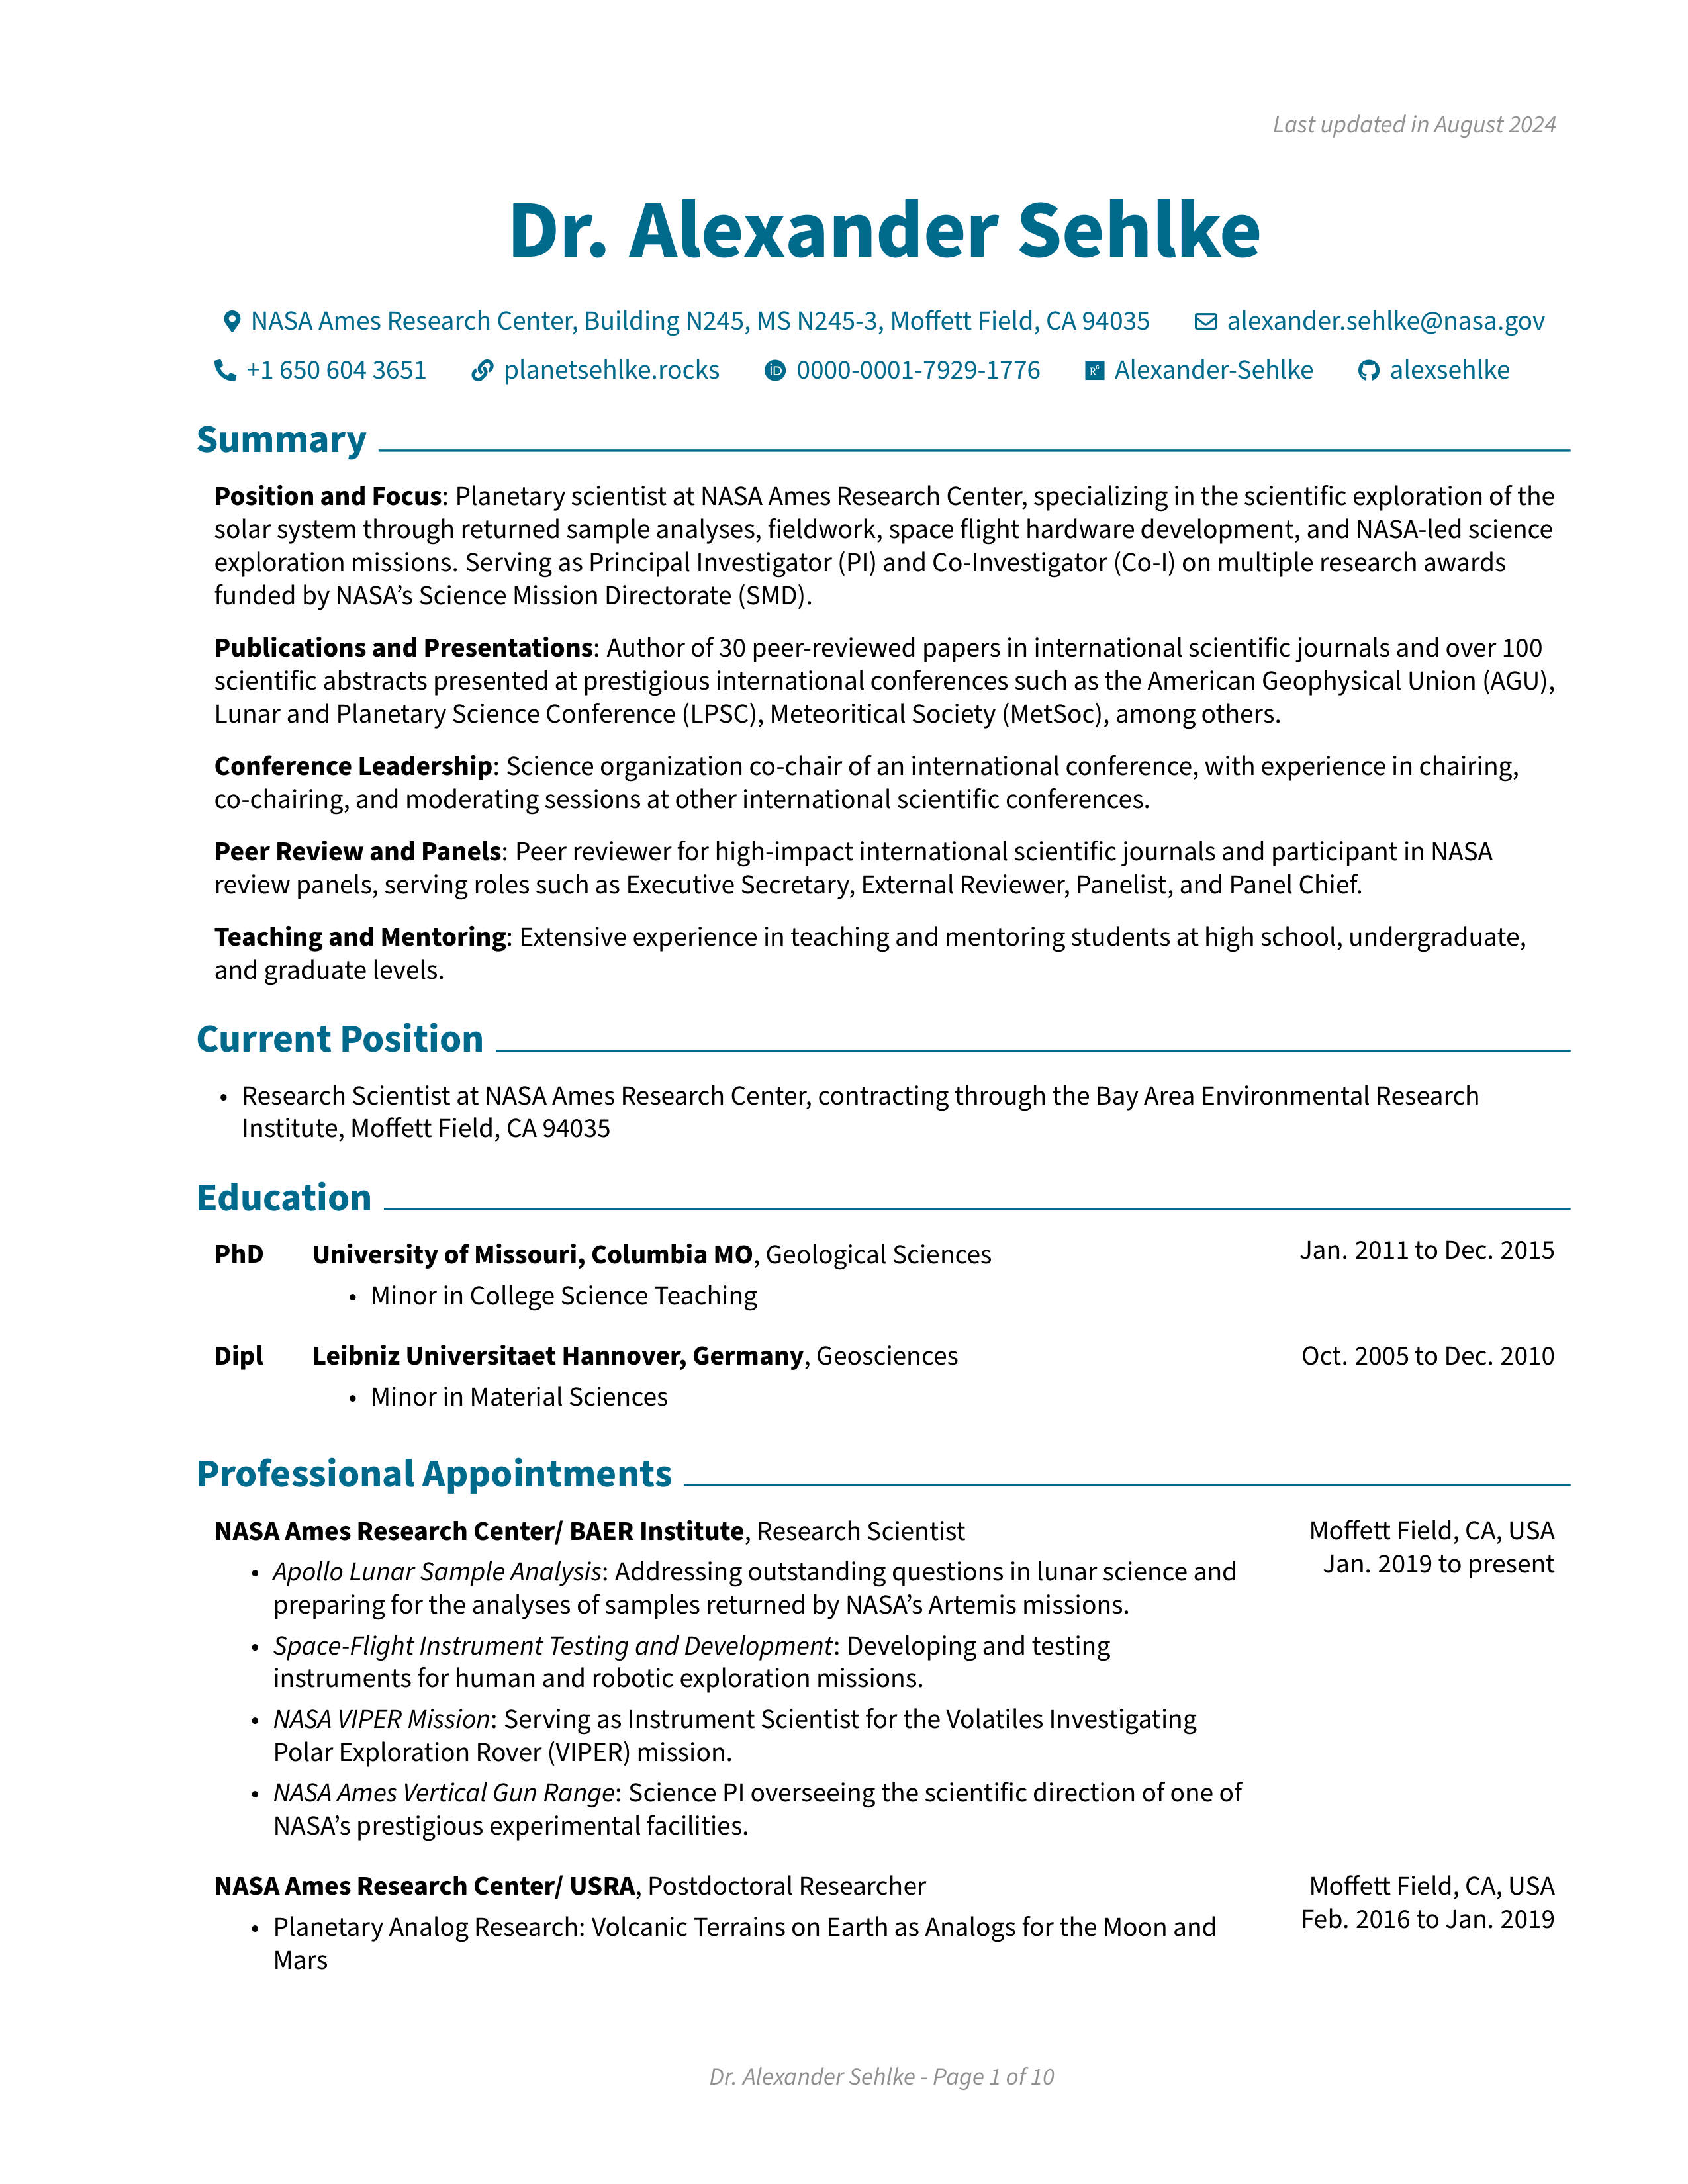 Last updated in August 2024
Dr. Alexander Sehlke
NASA Ames Research Center, Building N245, MS N245-3, Moffett Field, CA 94035 alexander.sehlke@nasa.gov
+1 650 604 3651 planetsehlke.rocks iD 0000-0001-7929-1776 RG Alexander-Sehlke alexsehlke
Summary
Position and Focus: Planetary scientist at NASA Ames Research Center, specializing in the scientific exploration of the
solar system through returned sample analyses, fieldwork, space flight hardware development, and NASA-led science
exploration missions. Serving as Principal Investigator (PI) and Co-Investigator (Co-I) on multiple research awards
funded by NASA’s Science Mission Directorate (SMD).
Publications and Presentations: Author of 30 peer-reviewed papers in international scientific journals and over 100
scientific abstracts presented at prestigious international conferences such as the American Geophysical Union (AGU),
Lunar and Planetary Science Conference (LPSC), Meteoritical Society (MetSoc), among others.
Conference Leadership: Science organization co-chair of an international conference, with experience in chairing,
co-chairing, and moderating sessions at other international scientific conferences.
Peer Review and Panels: Peer reviewer for high-impact international scientific journals and participant in NASA
review panels, serving roles such as Executive Secretary, External Reviewer, Panelist, and Panel Chief.
Teaching and Mentoring: Extensive experience in teaching and mentoring students at high school, undergraduate,
and graduate levels.
Current Position
• Research Scientist at NASA Ames Research Center, contracting through the Bay Area Environmental Research
Institute, Moffett Field, CA 94035
Education
PhD University of Missouri, Columbia MO, Geological Sciences Jan. 2011 to Dec. 2015
• Minor in College Science Teaching
Dipl Leibniz Universitaet Hannover, Germany, Geosciences Oct. 2005 to Dec. 2010
• Minor in Material Sciences
Professional Appointments
NASA Ames Research Center/ BAER Institute, Research Scientist Moffett Field, CA, USA
Jan. 2019 to present
• Apollo Lunar Sample Analysis: Addressing outstanding questions in lunar science and
preparing for the analyses of samples returned by NASA’s Artemis missions.
• Space-Flight Instrument Testing and Development: Developing and testing
instruments for human and robotic exploration missions.
• NASA VIPER Mission: Serving as Instrument Scientist for the Volatiles Investigating
Polar Exploration Rover (VIPER) mission.
• NASA Ames Vertical Gun Range: Science PI overseeing the scientific direction of one of
NASA’s prestigious experimental facilities.
NASA Ames Research Center/ USRA, Postdoctoral Researcher Moffett Field, CA, USA
Feb. 2016 to Jan. 2019
• Planetary Analog Research: Volcanic Terrains on Earth as Analogs for the Moon and
Mars
Dr. Alexander Sehlke - Page 1 of 10